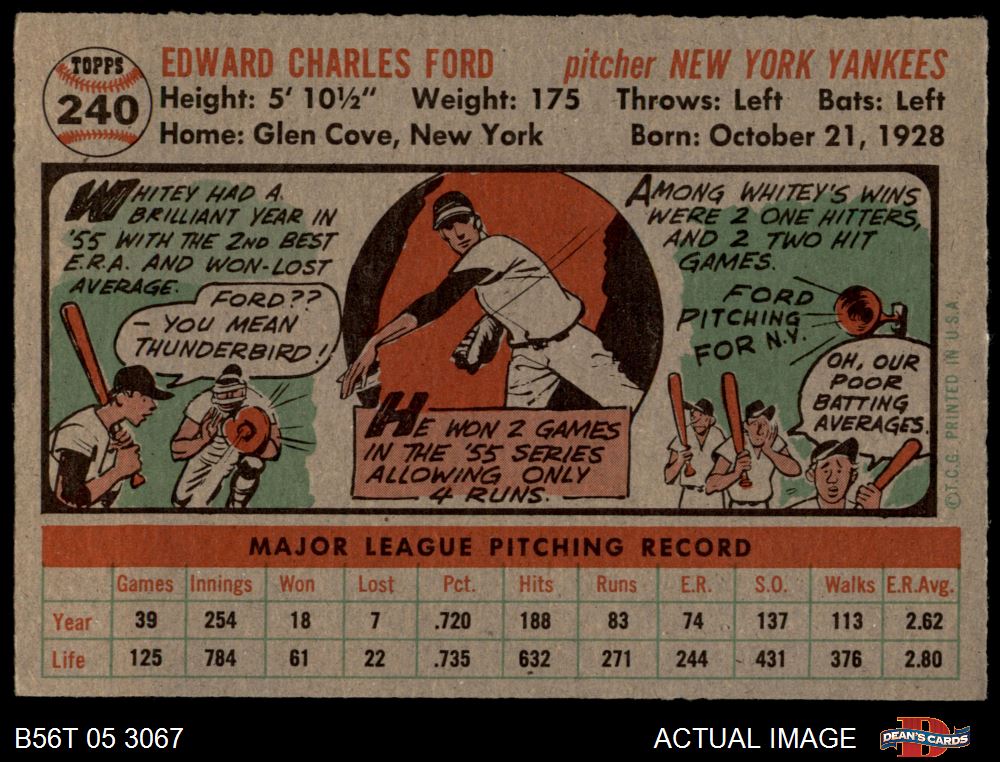 TOPPS
240
EDWARD CHARLES FORD pitcher NEW YORK YANKEES
Height: 5' 10½" Weight: 175 Throws: Left Bats: Left
Home: Glen Cove, New York Born: October 21, 1928
WHITEY HAD A
BRILLIANT YEAR IN
'55 WITH THE 2ND BEST
E.R.A. AND WON-LOST
AVERAGE.
FORD??
- YOU MEAN
THUNDERBIRD!
HE WON 2 GAMES
IN THE '55 SERIES
ALLOWING ONLY
4 RUNS.
AMONG WHITEY'S WINS
WERE 2 ONE HITTERS,
AND 2 TWO HIT
GAMES.
FORD
PITCHING
FOR N.Y.
OH, OUR
POOR
BATTING
AVERAGES.
©T.C.G. PRINTED IN U.S.A.
MAJOR LEAGUE PITCHING RECORD
Games Innings Won Lost Pct. Hits Runs E.R. S.O. Walks E.R.Avg.
Year 39 254 18 7 .720 188 83 74 137 113 2.62
Life 125 784 61 22 .735 632 271 244 431 376 2.80
B56T 05 3067 ACTUAL IMAGE DEAN'S CARDS